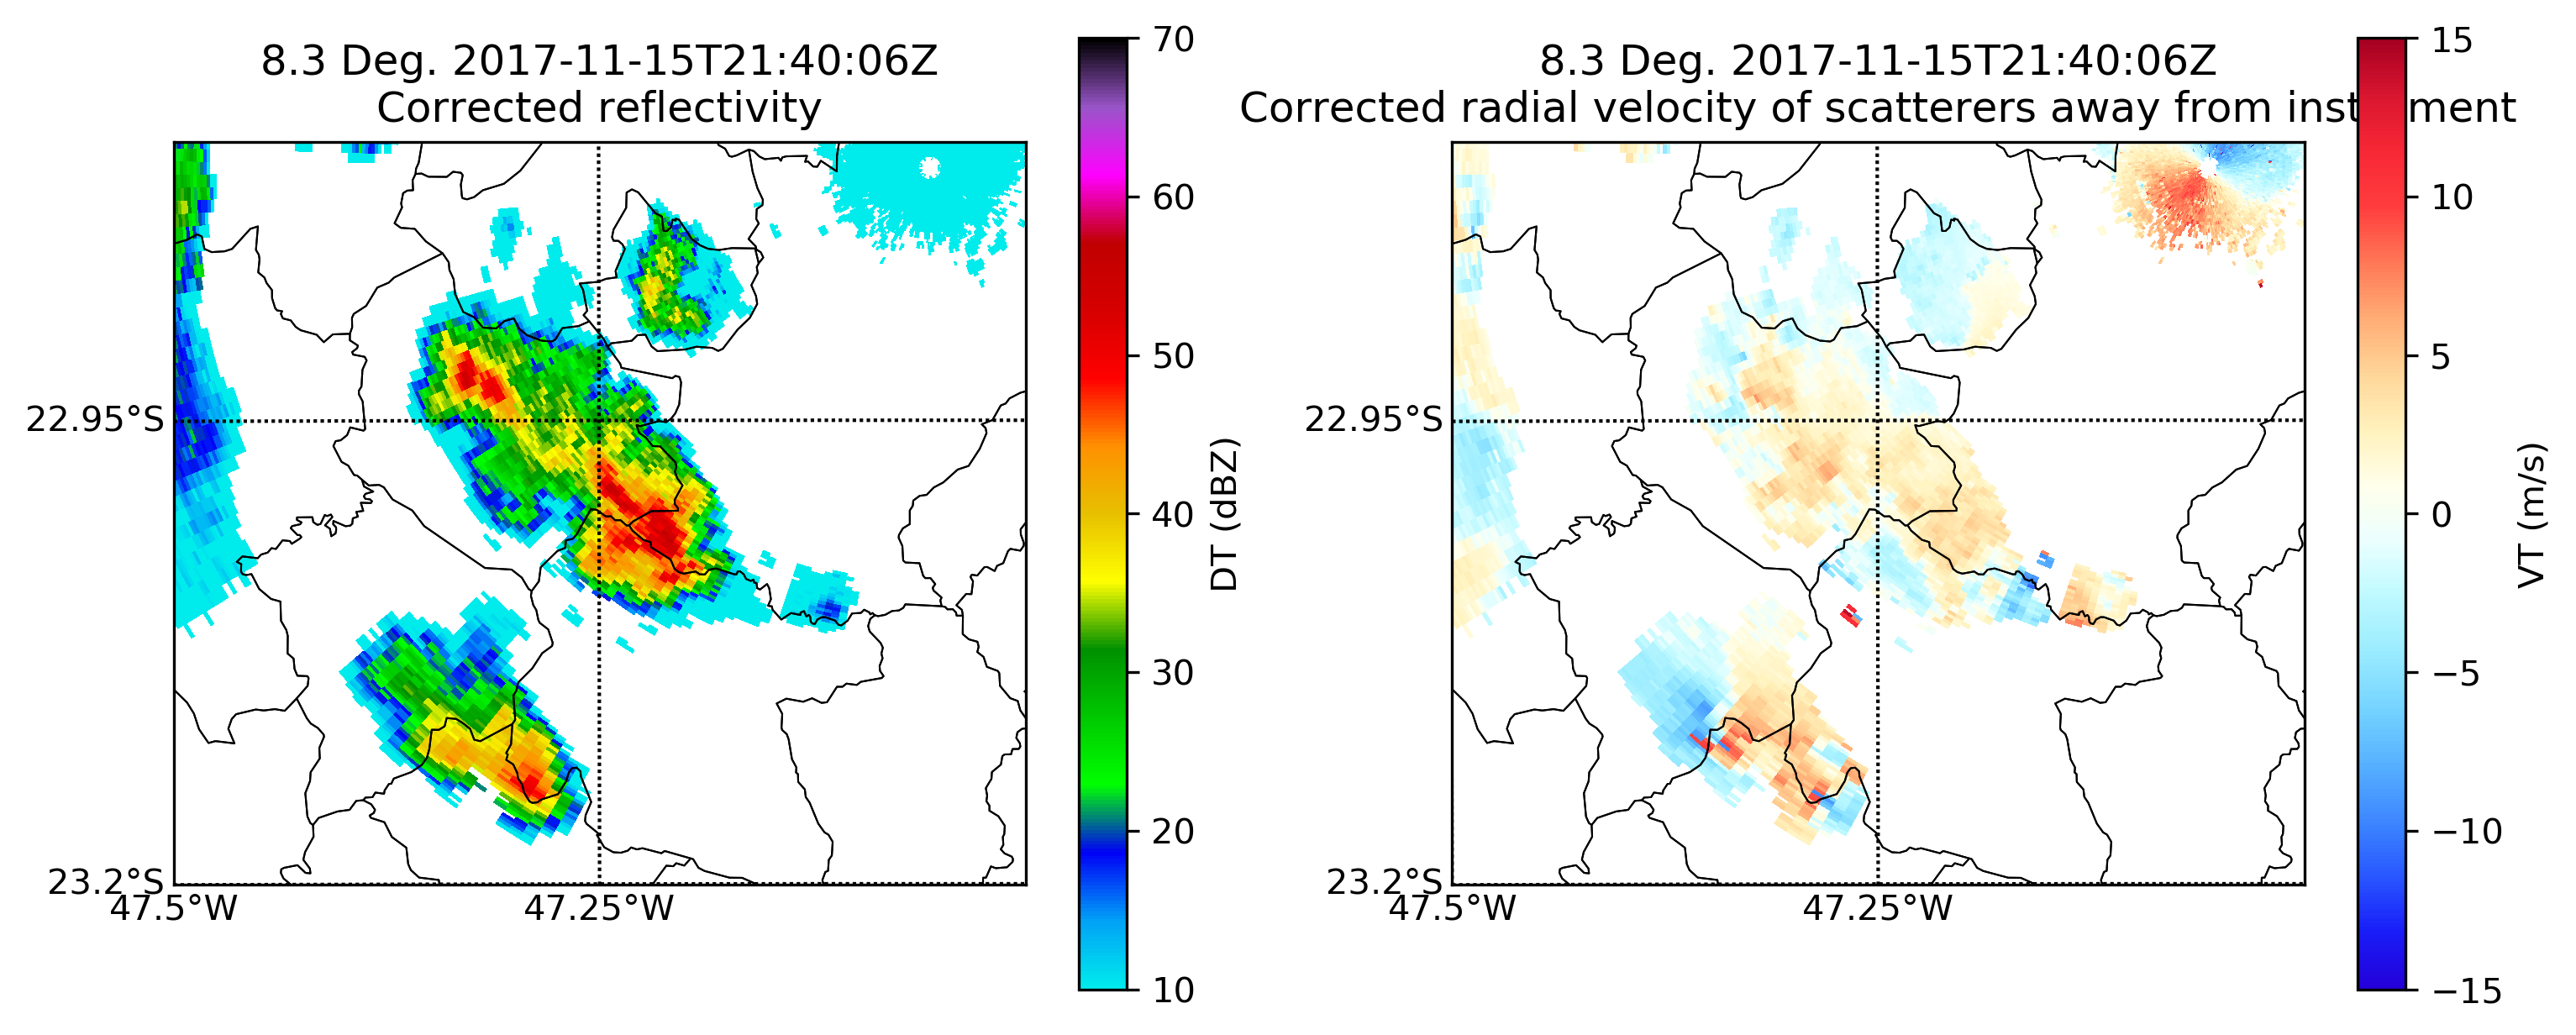 8.3 Deg. 2017-11-15T21:40:06Z
Corrected reflectivity
22.95°S
23.2°S
47.5°W
47.25°W
70
60
50
40
30
20
10
DT (dBZ)
8.3 Deg. 2017-11-15T21:40:06Z
Corrected radial velocity of scatterers away from inst ment
22.95°S
23.2°S
47.5°W
47.25°W
15
10
5
0
−5
−10
−15
VT (m/s)